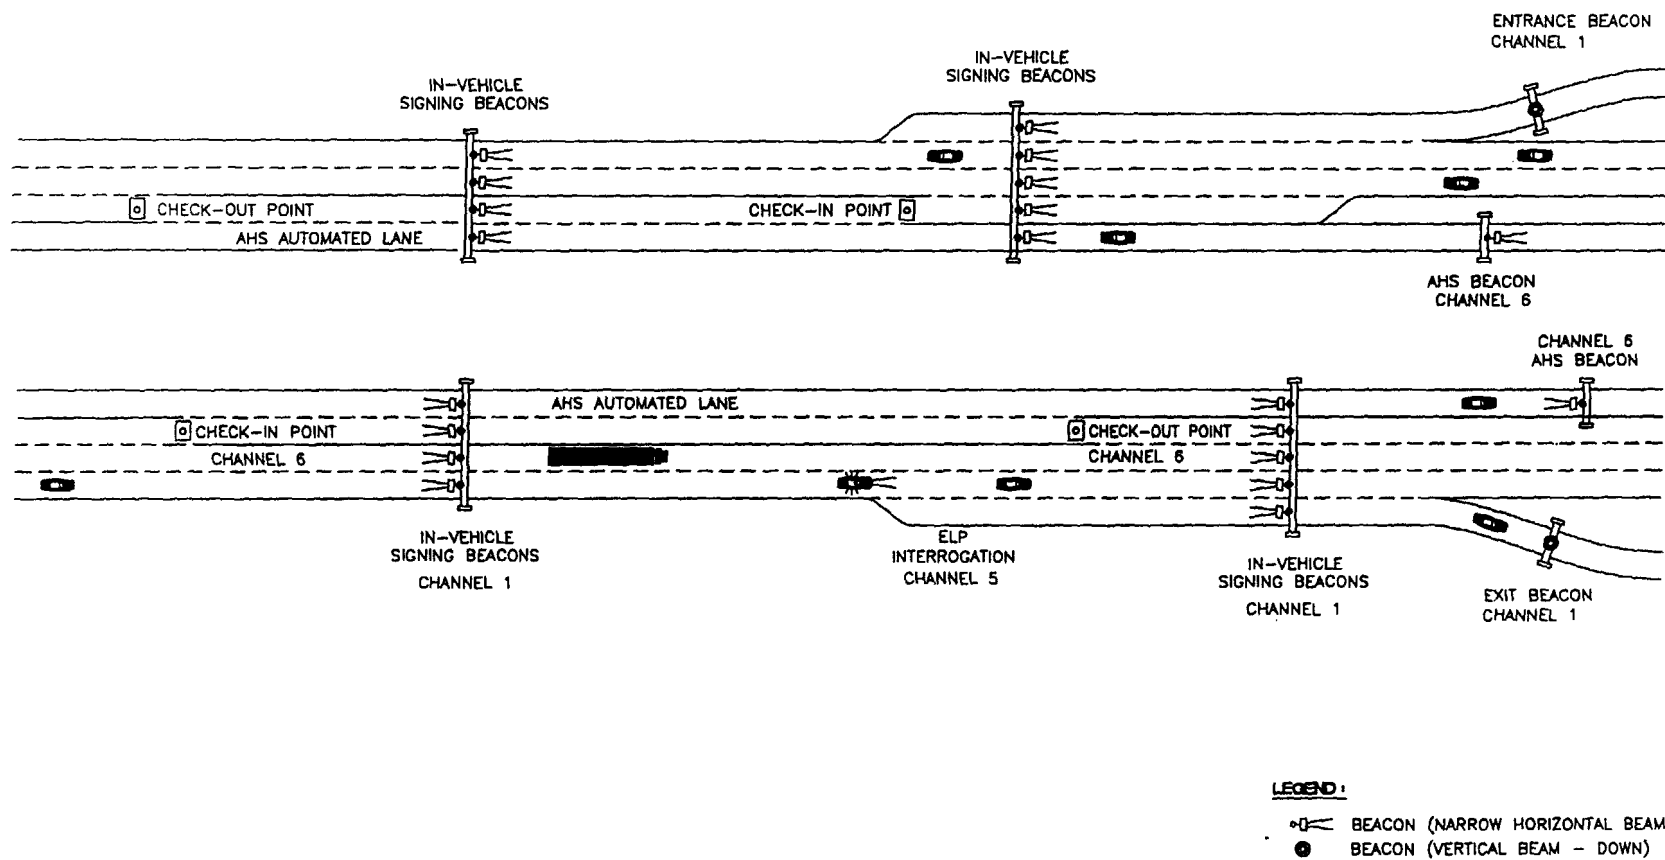 ENTRANCE BEACON
CHANNEL 1
IN-VEHICLE
SIGNING BEACONS
IN-VEHICLE
SIGNING BEACONS
CHECK-OUT POINT
CHECK-IN POINT
AHS AUTOMATED LANE
AHS BEACON
CHANNEL 6
CHANNEL 6
AHS BEACON
AHS AUTOMATED LANE
CHECK-IN POINT
CHANNEL 6
CHECK-OUT POINT
CHANNEL 6
IN-VEHICLE
SIGNING BEACONS
CHANNEL 1
ELP
INTERROGATION
CHANNEL 5
IN-VEHICLE
SIGNING BEACONS
CHANNEL 1
EXIT BEACON
CHANNEL 1
LEGEND:
BEACON (NARROW HORIZONTAL BEAM
BEACON (VERTICAL BEAM - DOWN)